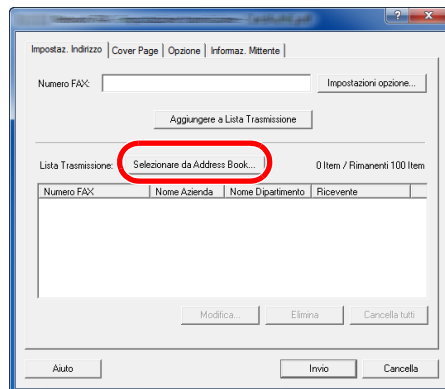 Impostaz. Indirizzo Cover Page Opzione Informaz. Mittente
Numero FAX: Impostazioni opzione...
Aggiungere a Lista Trasmissione
Lista Trasmissione: Selezionare da Address Book... 0 Item / Rimanenti 100 Item
Numero FAX Nome Azienda Nome Dipartimento Ricevente
Modifica... Elimina Cancella tutti
Aiuto Invio Cancella